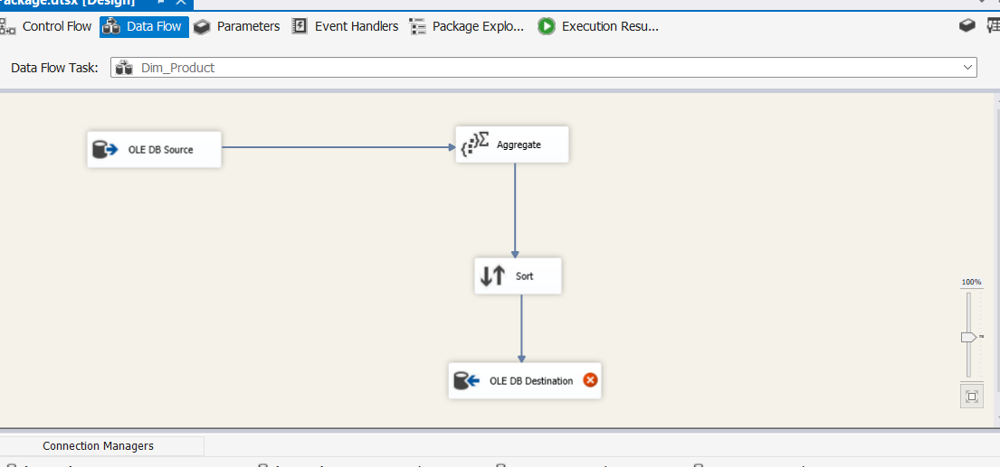 Package.dtsx [Design]
Control Flow Data Flow Parameters Event Handlers Package Explo... Execution Resu...
Data Flow Task: Dim_Product
OLE DB Source
Aggregate
Sort
100%
OLE DB Destination
Connection Managers